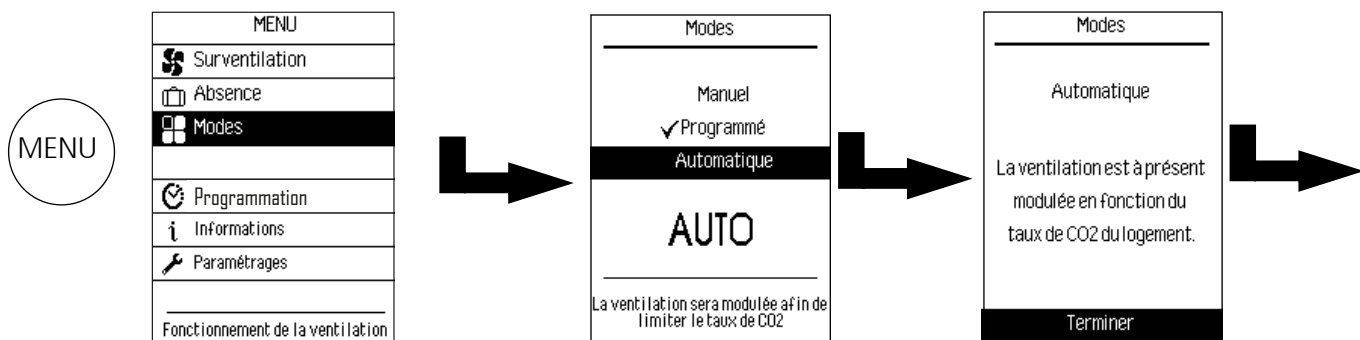 MENU
MENU
Surventilation
Absence
Modes
Programmation
Informations
Paramétrages
Fonctionnement de la ventilation
Modes
Manuel
✓Programmé
Automatique
AUTO
La ventilation sera modulée afin de
limiter le taux de CO2
Modes
Automatique
La ventilation est à présent
modulée en fonction du
taux de CO2 du logement.
Terminer